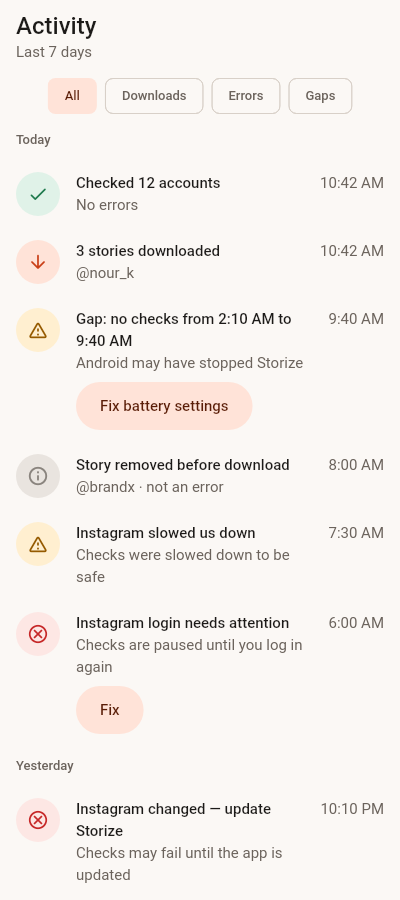 Activity
Last 7 days
All
Downloads
Errors
Gaps
Today
Checked 12 accounts
10:42 AM
No errors
3 stories downloaded
10:42 AM
@nour_k
Gap: no checks from 2:10 AM to
9:40 AM
9:40 AM
Android may have stopped Storize
Fix battery settings
Story removed before download
8:00 AM
@brandx · not an error
Instagram slowed us down
7:30 AM
Checks were slowed down to be
safe
Instagram login needs attention
6:00 AM
Checks are paused until you log in
again
Fix
Yesterday
Instagram changed — update
10:10 PM
Storize
Checks may fail until the app is
updated